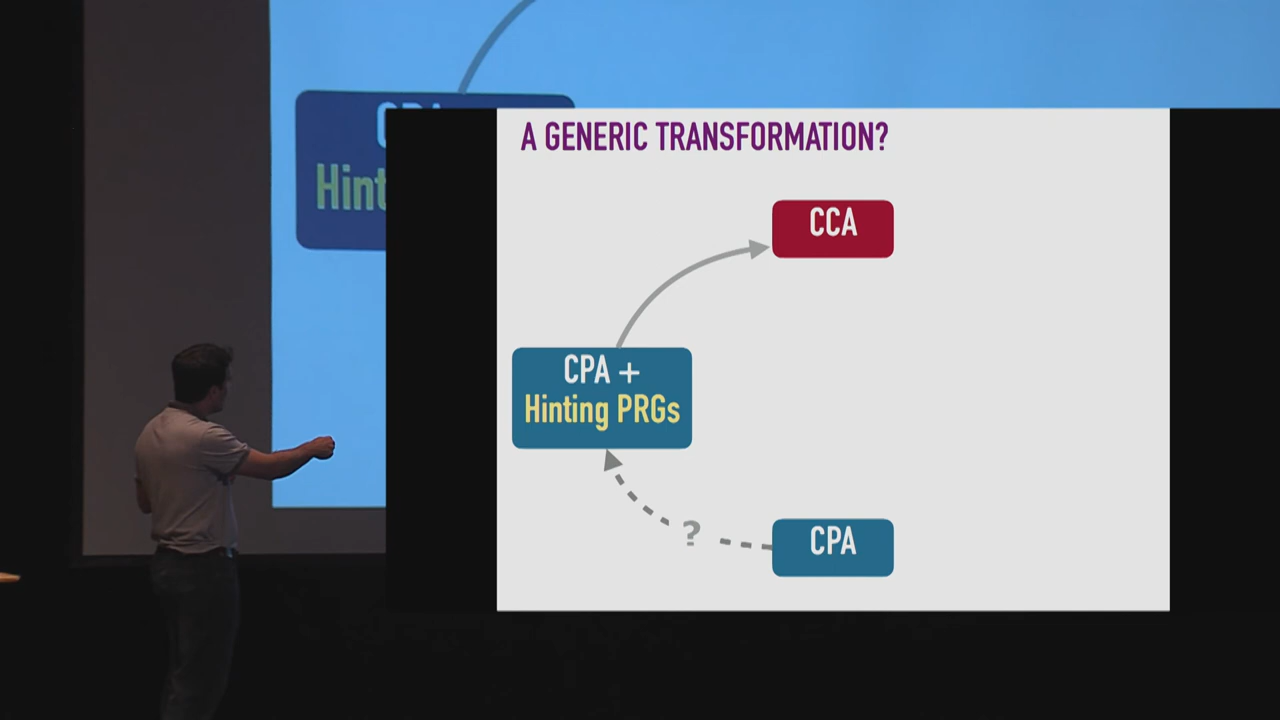 A GENERIC TRANSFORMATION?
CCA
CPA +
Hinting PRGs
?
CPA
Hint